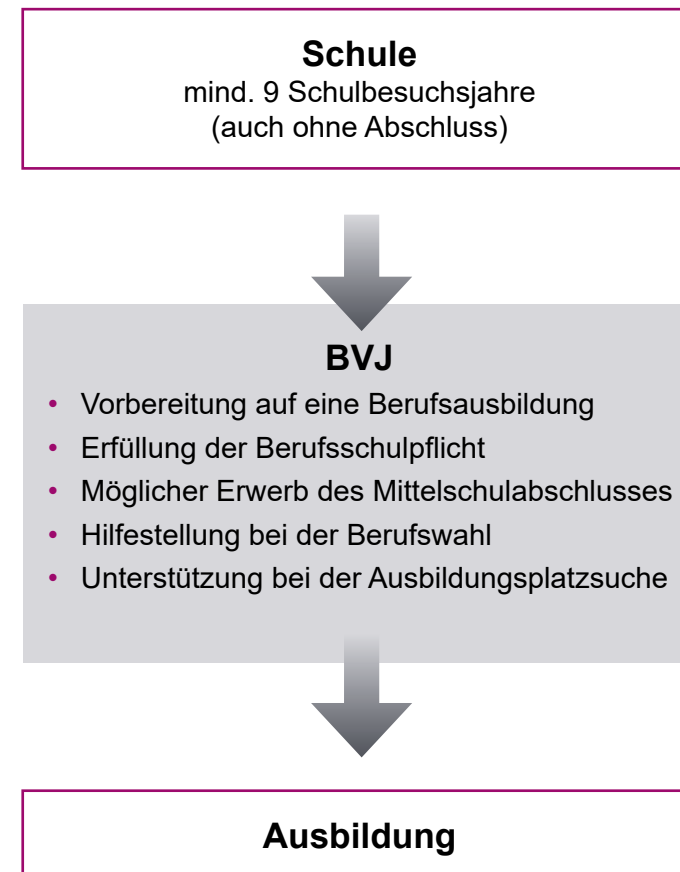 Schule
mind. 9 Schulbesuchsjahre
(auch ohne Abschluss)
BVJ
• Vorbereitung auf eine Berufsausbildung
• Erfüllung der Berufsschulpflicht
• Möglicher Erwerb des Mittelschulabschlusses
• Hilfestellung bei der Berufswahl
• Unterstützung bei der Ausbildungsplatzsuche
Ausbildung